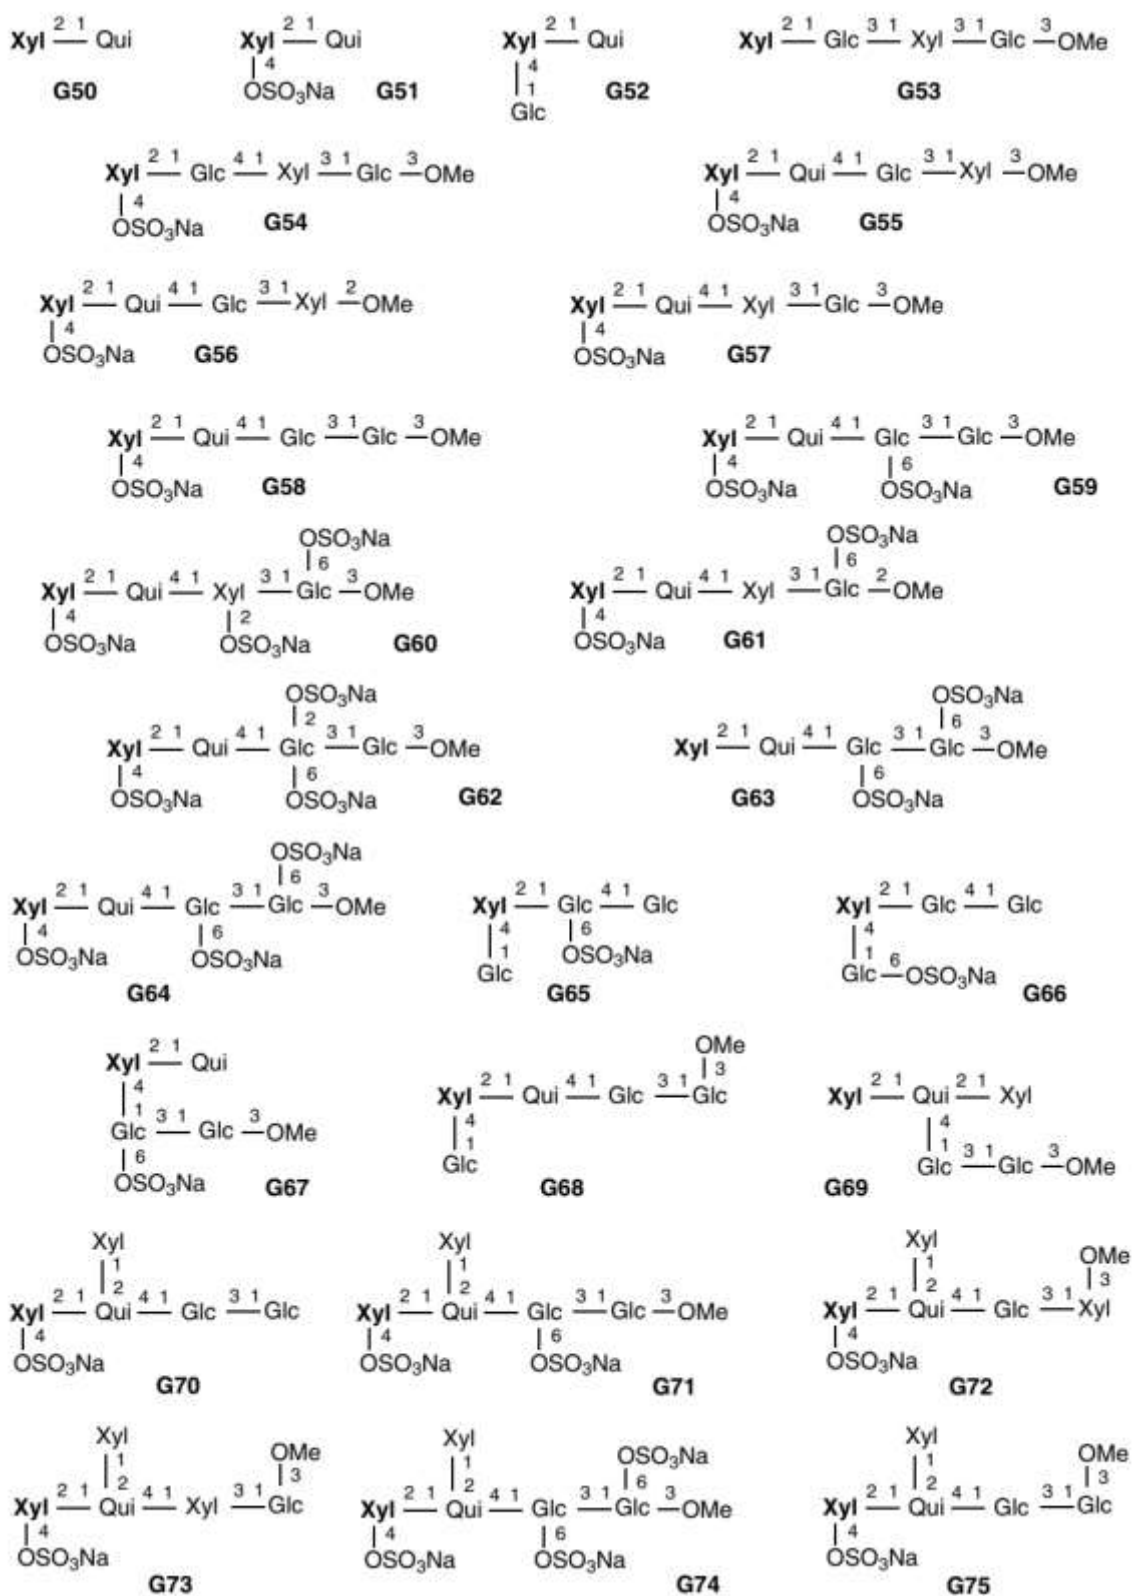 2 1 2 1 2 1 2 1 3 1 3 1 3
Xyl Qui Xyl Qui Xyl Qui Xyl Glc Xyl Glc OMe
4 4
G50 OSO3Na G51 1 G52 G53
Glc
2 1 4 1 3 1 3 2 1 4 1 3 1 3
Xyl Glc Xyl Glc OMe Xyl Qui Glc Xyl OMe
4 4
OSO3Na G54 OSO3Na G55
2 1 4 1 3 1 2 2 1 4 1 3 1 3
Xyl Qui Glc Xyl OMe Xyl Qui Xyl Glc OMe
4 4
OSO3Na G56 OSO3Na G57
2 1 4 1 3 1 3 2 1 4 1 3 1 3
Xyl Qui Glc Glc OMe Xyl Qui Glc Glc OMe
4 4 6
OSO3Na G58 OSO3Na OSO3Na G59
OSO3Na OSO3Na
6 6
2 1 4 1 3 1 3 2 1 4 1 3 1 2
Xyl Qui Xyl Glc OMe Xyl Qui Xyl Glc OMe
4 2 4
OSO3Na OSO3Na G60 OSO3Na G61
OSO3Na OSO3Na
2 6
2 1 4 1 3 1 3 2 1 4 1 3 1 3
Xyl Qui Glc Glc OMe Xyl Qui Glc Glc OMe
4 6 6
OSO3Na OSO3Na G62 G63 OSO3Na
OSO3Na
6
2 1 4 1 3 1 3 2 1 4 1 2 1 4 1
Xyl Qui Glc Glc OMe Xyl Glc Glc Xyl Glc Glc
4 6 4 6 4
OSO3Na OSO3Na 1 OSO3Na 1 6
Glc Glc OSO3Na
G64 G65 G66
OMe
2 1 3
Xyl Qui 2 1 4 1 3 1 2 1 2 1
4 Xyl Qui Glc Glc Xyl Qui Xyl
1 3 1 3 4 4
Glc Glc OMe 1 1 3 1 3
6 Glc Glc Glc OMe
OSO3Na G67 G68 G69
Xyl Xyl Xyl OMe
1 1 1 3
2 1 2 4 1 3 1 2 1 2 4 1 3 1 3 2 1 2 4 1 3 1
Xyl Qui Glc Glc Xyl Qui Glc Glc OMe Xyl Qui Glc Xyl
4 4 6 4
OSO3Na OSO3Na OSO3Na OSO3Na
G70 G71 G72
Xyl OMe Xyl OSO3Na Xyl OMe
1 3 1 6 1 3
2 1 2 4 1 3 1 2 1 2 4 1 3 1 3 2 1 2 4 1 3 1
Xyl Qui Xyl Glc Xyl Qui Glc Glc OMe Xyl Qui Glc Glc
4 4 6 4
OSO3Na OSO3Na OSO3Na OSO3Na
G73 G74 G75